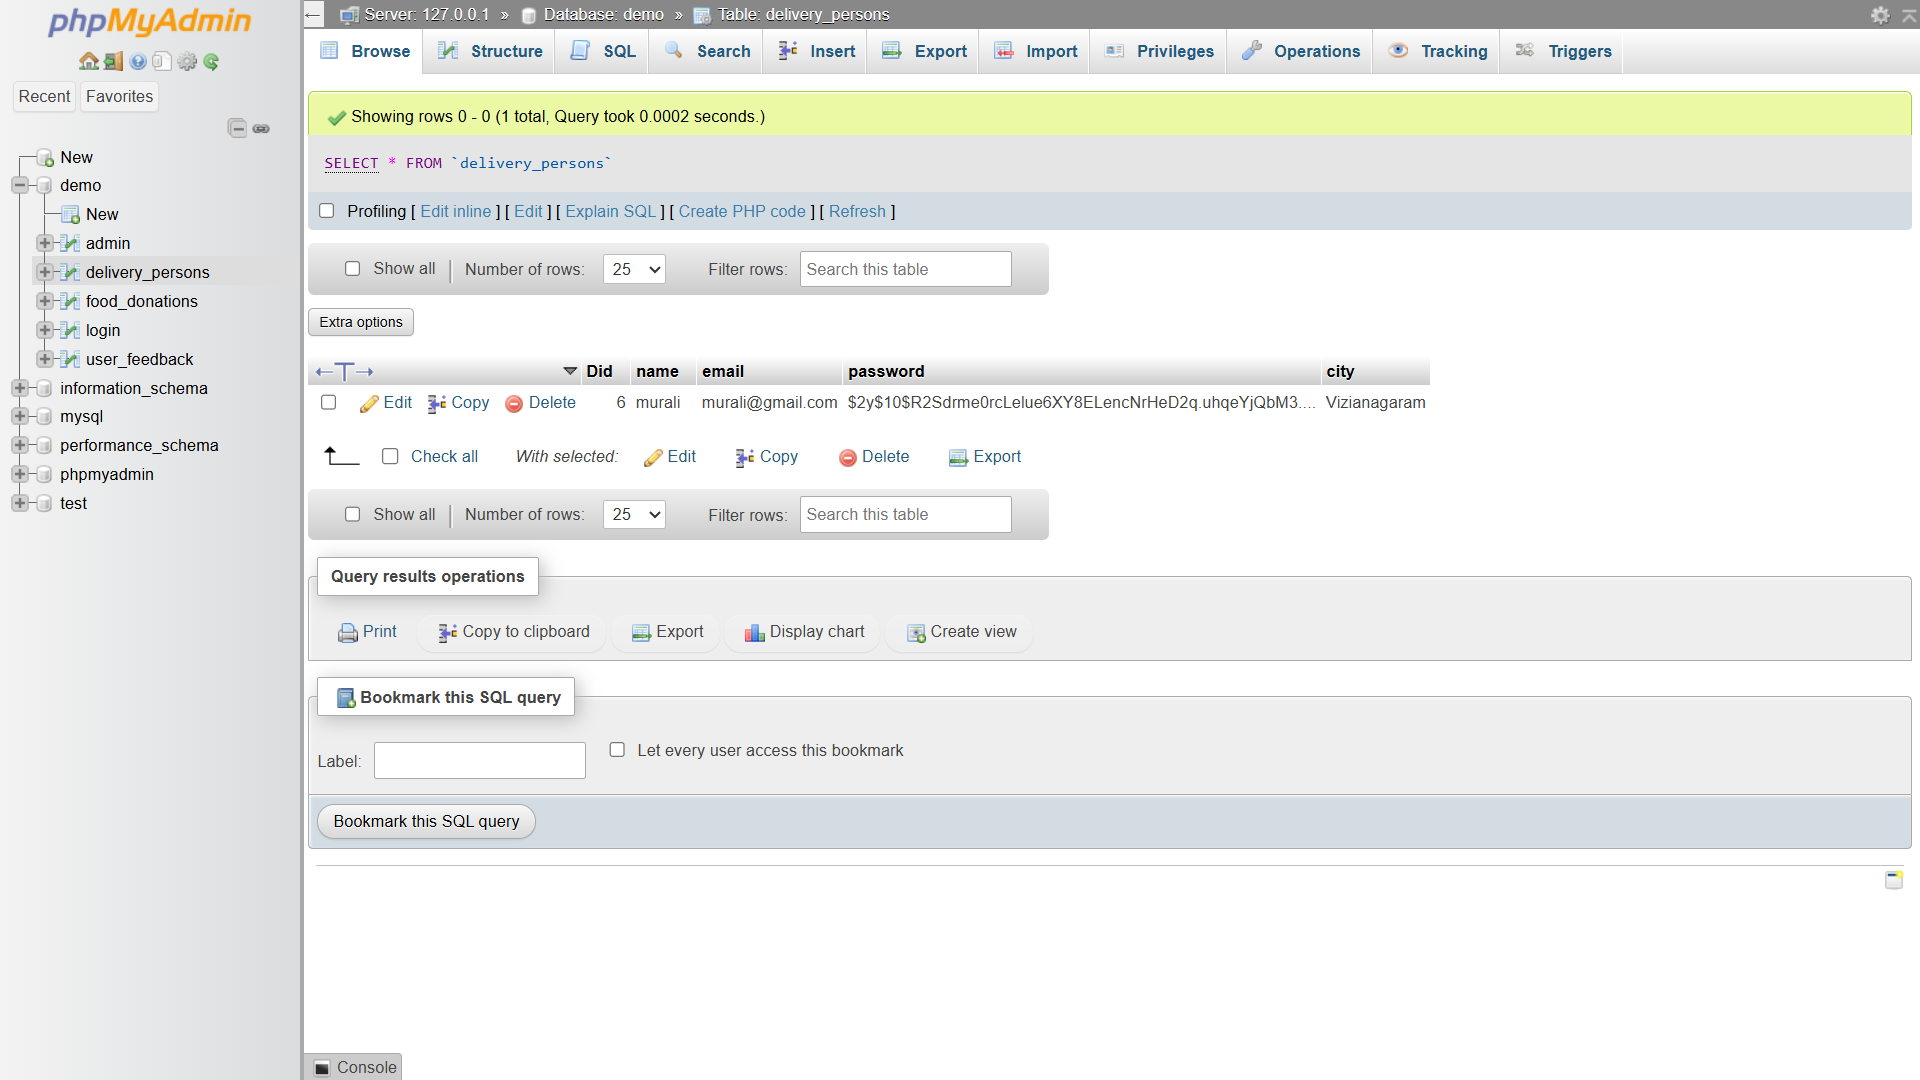 phpMyAdmin
Recent Favorites
New
demo
New
admin
delivery_persons
food_donations
login
user_feedback
information_schema
mysql
performance_schema
phpmyadmin
test
Server: 127.0.0.1 » Database: demo » Table: delivery_persons
Browse Structure SQL Search Insert Export Import Privileges Operations Tracking Triggers
Showing rows 0 - 0 (1 total, Query took 0.0002 seconds.)
SELECT * FROM `delivery_persons`
Profiling [ Edit inline ] [ Edit ] [ Explain SQL ] [ Create PHP code ] [ Refresh ]
Show all | Number of rows: 25 Filter rows: Search this table
Extra options
Did name email password city
Edit Copy Delete 6 murali murali@gmail.com $2y$10$R2Sdrme0rcLelue6XY8ELencNrHeD2q.uhqeYjQbM3.... Vizianagaram
Check all With selected: Edit Copy Delete Export
Show all | Number of rows: 25 Filter rows: Search this table
Query results operations
Print Copy to clipboard Export Display chart Create view
Bookmark this SQL query
Label: Let every user access this bookmark
Bookmark this SQL query
Console